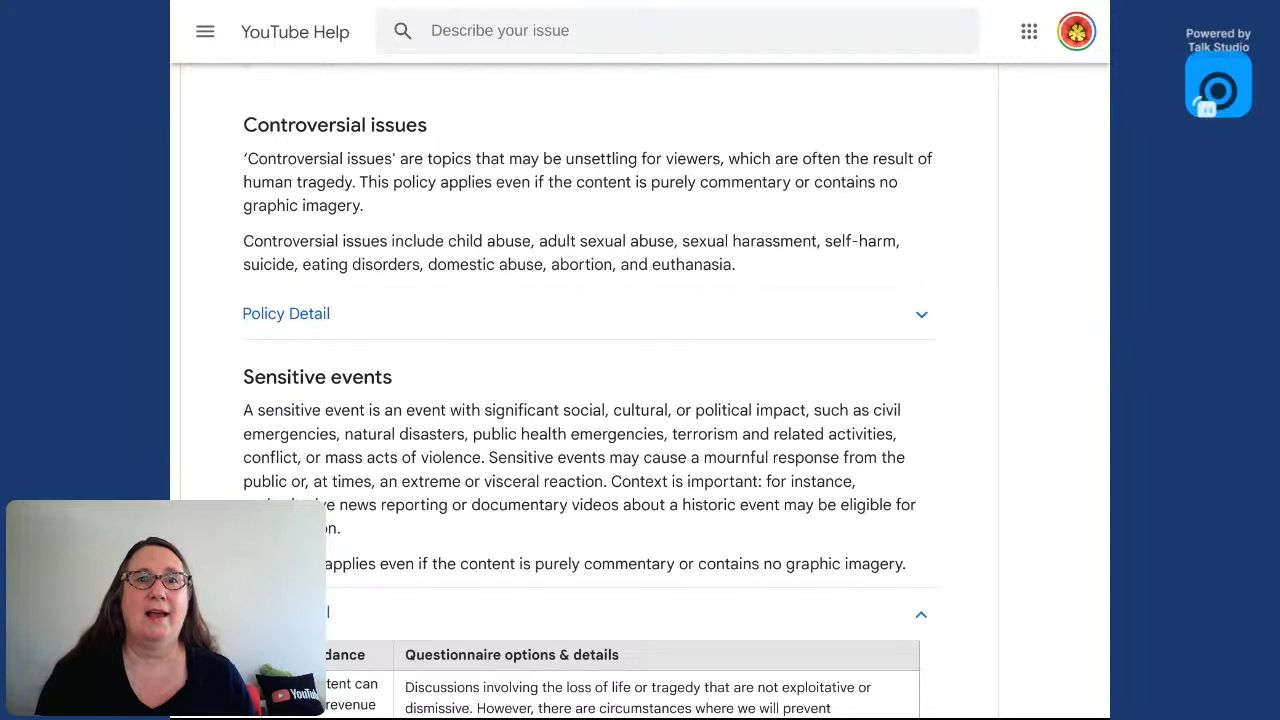 YouTube Help
Describe your issue
Powered by
Talk Studio
Controversial issues
‘Controversial issues' are topics that may be unsettling for viewers, which are often the result of
human tragedy. This policy applies even if the content is purely commentary or contains no
graphic imagery.
Controversial issues include child abuse, adult sexual abuse, sexual harassment, self-harm,
suicide, eating disorders, domestic abuse, abortion, and euthanasia.
Policy Detail
Sensitive events
A sensitive event is an event with significant social, cultural, or political impact, such as civil
emergencies, natural disasters, public health emergencies, terrorism and related activities,
conflict, or mass acts of violence. Sensitive events may cause a mournful response from the
public or, at times, an extreme or visceral reaction. Context is important: for instance,
news reporting or documentary videos about a historic event may be eligible for
applies even if the content is purely commentary or contains no graphic imagery.
Questionnaire options & details
can
Discussions involving the loss of life or tragedy that are not exploitative or
revenue
dismissive. However, there are circumstances where we will prevent
YouTube